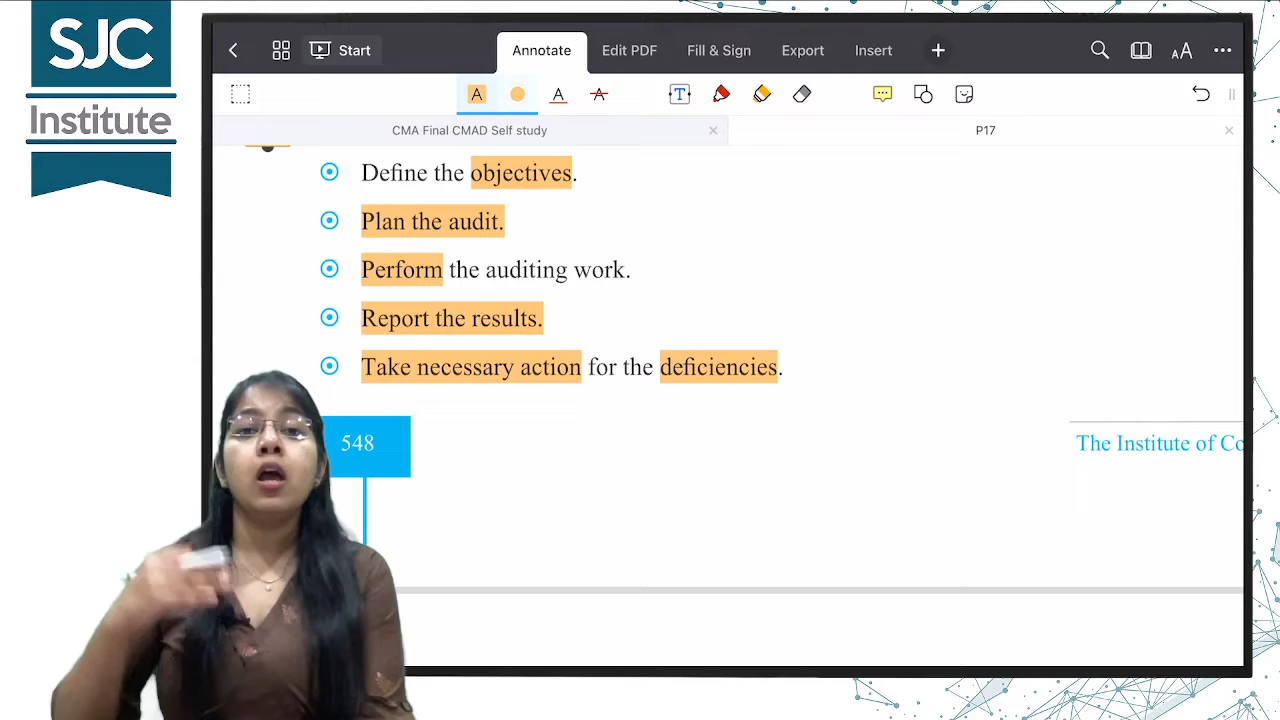 SJC
Institute
Start
Annotate
Edit PDF
Fill & Sign
Export
Insert
AA
A
A
A
T
CMA Final CMAD Self study
P17
Define the objectives.
Plan the audit.
Perform the auditing work.
Report the results.
Take necessary action for the deficiencies.
548
The Institute of Co